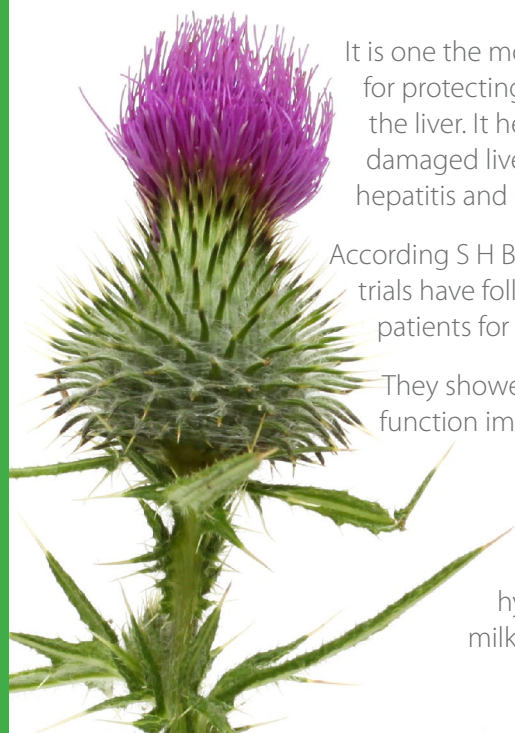 It is one the mo
for protecting
the liver. It he
damaged live
hepatitis and
According S H B
trials have foll
patients for
They showe
function im
hy
milk